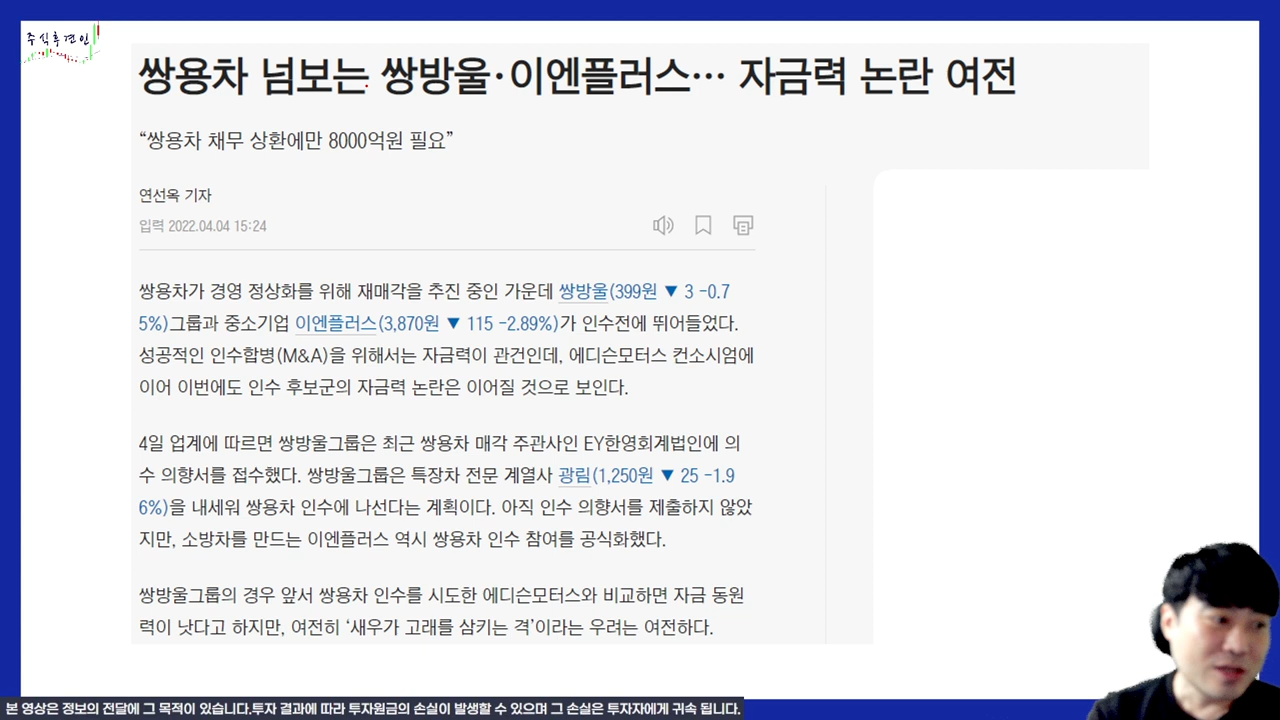 주식후견인
쌍용차 넘보는 쌍방울·이엔플러스… 자금력 논란 여전
“쌍용차 채무 상환에만 8000억원 필요”
연선옥 기자
입력 2022.04.04 15:24
쌍용차가 경영 정상화를 위해 재매각을 추진 중인 가운데 쌍방울(399원 ▼ 3 -0.7
5%)그룹과 중소기업 이엔플러스(3,870원 ▼ 115 -2.89%)가 인수전에 뛰어들었다.
성공적인 인수합병(M&A)을 위해서는 자금력이 관건인데, 에디슨모터스 컨소시엄에
이어 이번에도 인수 후보군의 자금력 논란은 이어질 것으로 보인다.
4일 업계에 따르면 쌍방울그룹은 최근 쌍용차 매각 주관사인 EY한영회계법인에 의
수 의향서를 접수했다. 쌍방울그룹은 특장차 전문 계열사 광림(1,250원 ▼ 25 -1.9
6%)을 내세워 쌍용차 인수에 나선다는 계획이다. 아직 인수 의향서를 제출하지 않았
지만, 소방차를 만드는 이엔플러스 역시 쌍용차 인수 참여를 공식화했다.
쌍방울그룹의 경우 앞서 쌍용차 인수를 시도한 에디슨모터스와 비교하면 자금 동원
력이 낫다고 하지만, 여전히 ‘새우가 고래를 삼키는 격’이라는 우려는 여전하다.
본 영상은 정보의 전달에 그 목적이 있습니다.투자 결과에 따라 투자원금의 손실이 발생할 수 있으며 그 손실은 투자자에게 귀속 됩니다.